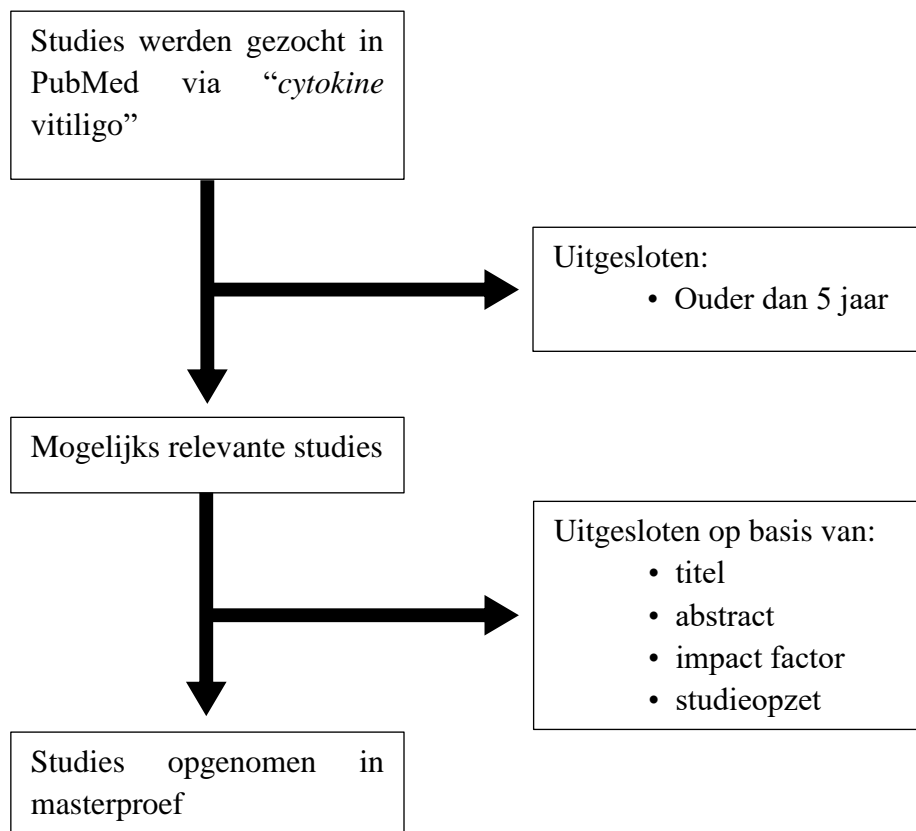 Studies werden gezocht in
PubMed via “cytokine
vitiligo”
Uitgesloten:
• Ouder dan 5 jaar
Mogelijks relevante studies
Uitgesloten op basis van:
• titel
• abstract
• impact factor
• studieopzet
Studies opgenomen in
masterproef